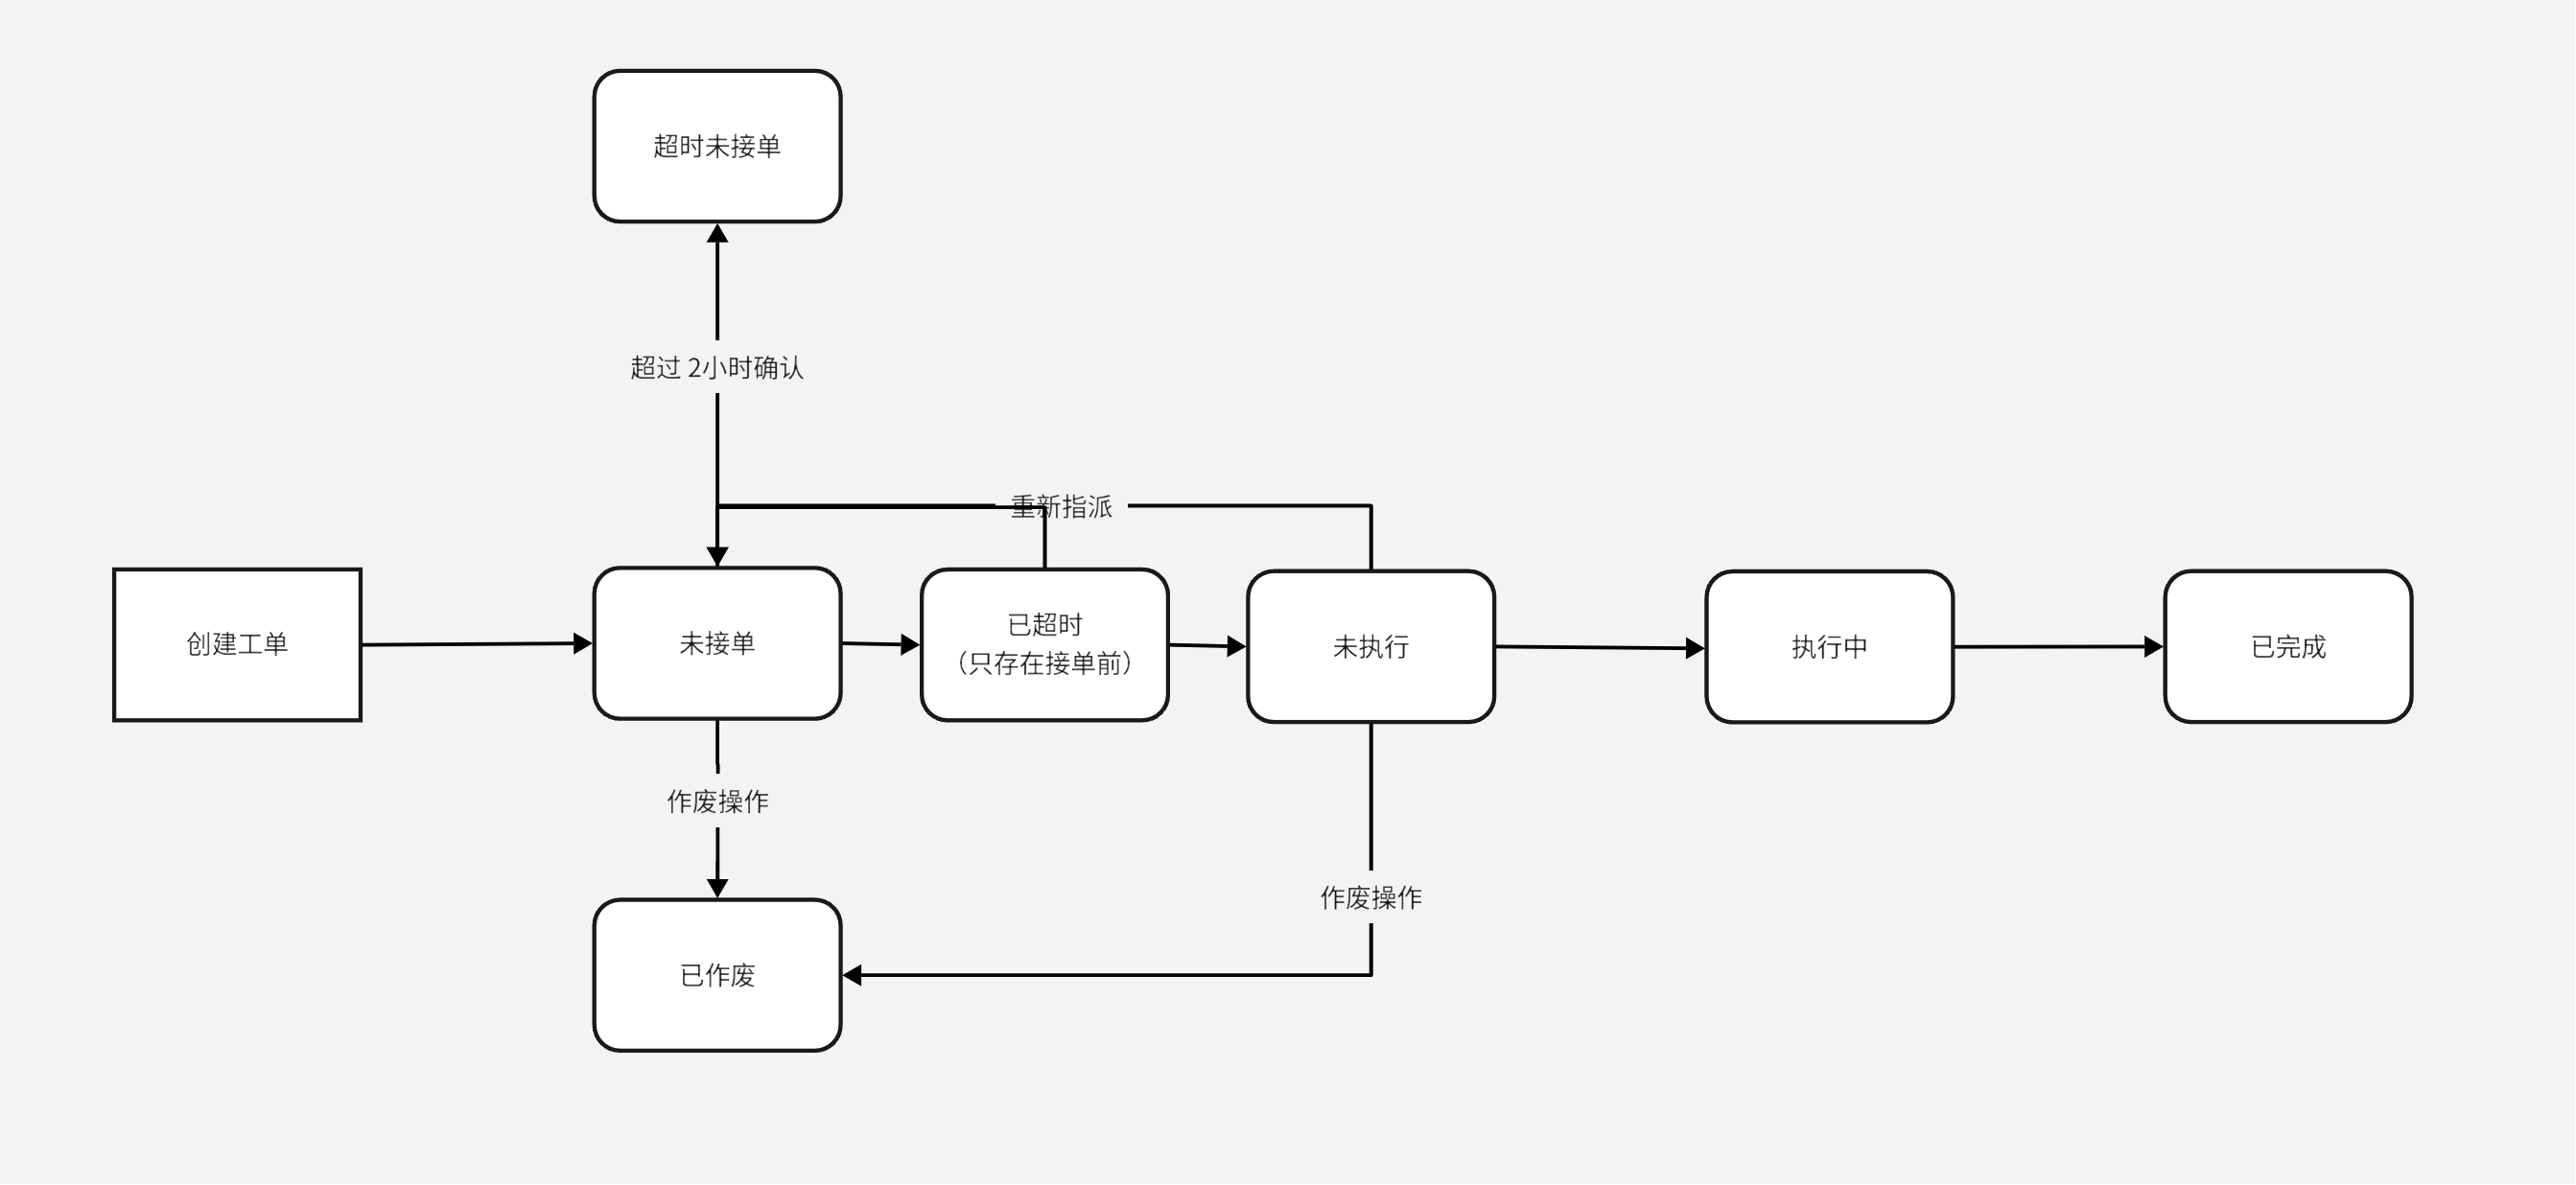 超时未接单
超过 2小时确认
重新指派
创建工单
未接单
已超时
（只存在接单前）
未执行
执行中
已完成
作废操作
作废操作
已作废